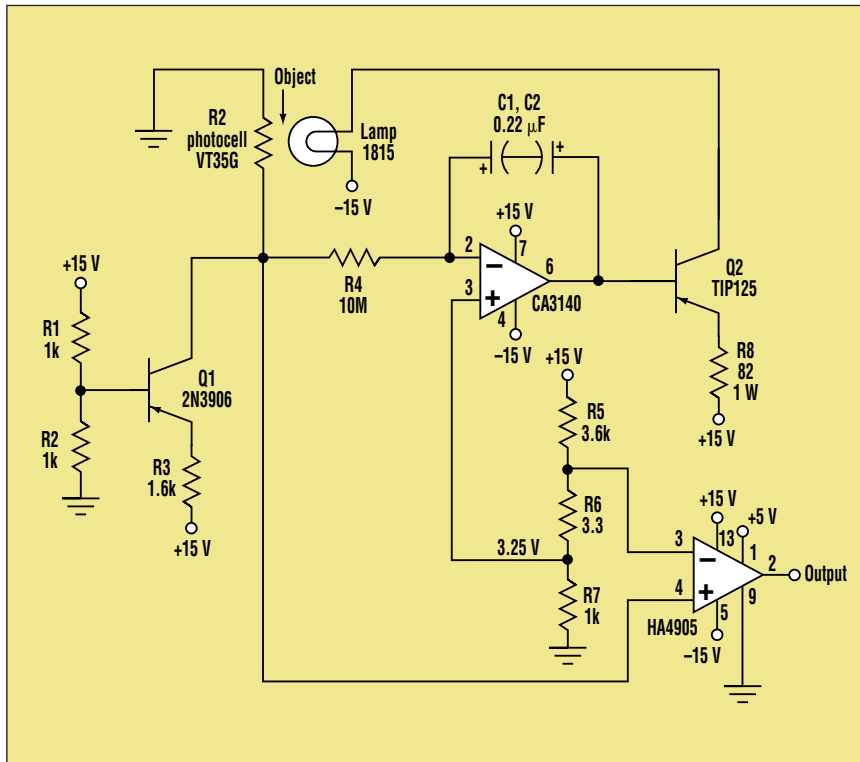 Object
R2
photocell
VT35G
Lamp
1815
–15 V
C1, C2
0.22 µF
+
+
+15 V
7
2
–
6
3
+
4
CA3140
–15 V
R4
10M
Q2
TIP125
R8
82
1 W
+15 V
+15 V
R1
1k
Q1
2N3906
R2
1k
R3
1.6k
+15 V
+15 V
R5
3.6k
R6
3.3
3.25 V
R7
1k
+15 V
+5 V
13
1
3
–
2
Output
4
+
9
5
HA4905
–15 V